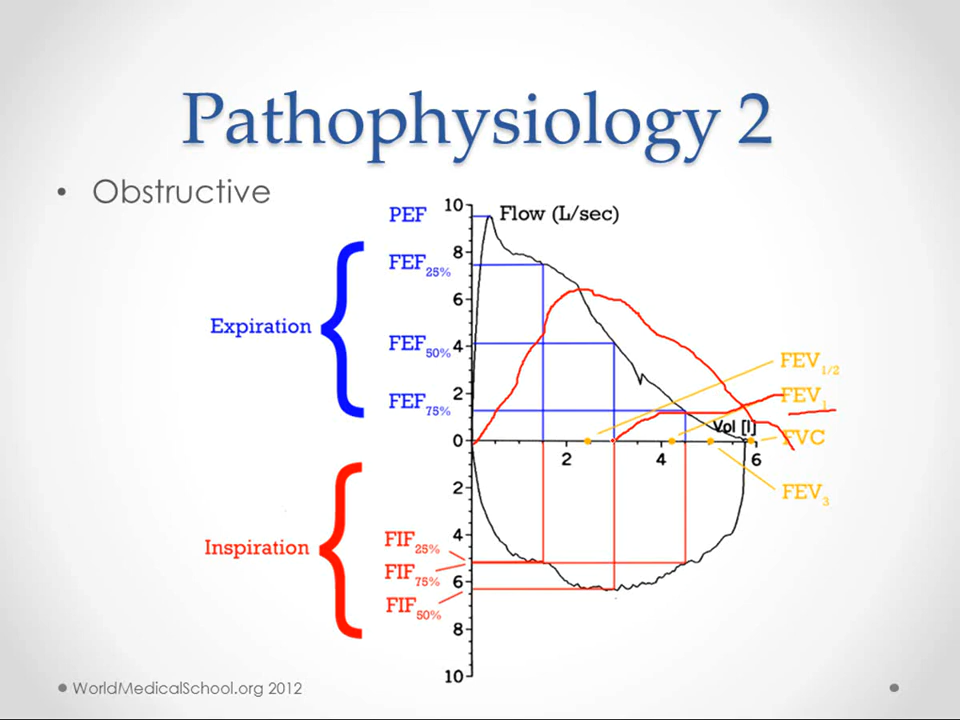 Pathophysiology 2
• Obstructive
PEF
10
Flow (L/sec)
FEF25%
8
6
Expiration
FEF50%
4
FEV1/2
FEF75%
2
FEV1
Vol [l]
0
FVC
2
4
6
2
FEV3
4
Inspiration
FIF25%
FIF75%
6
FIF50%
8
10
WorldMedicalSchool.org 2012